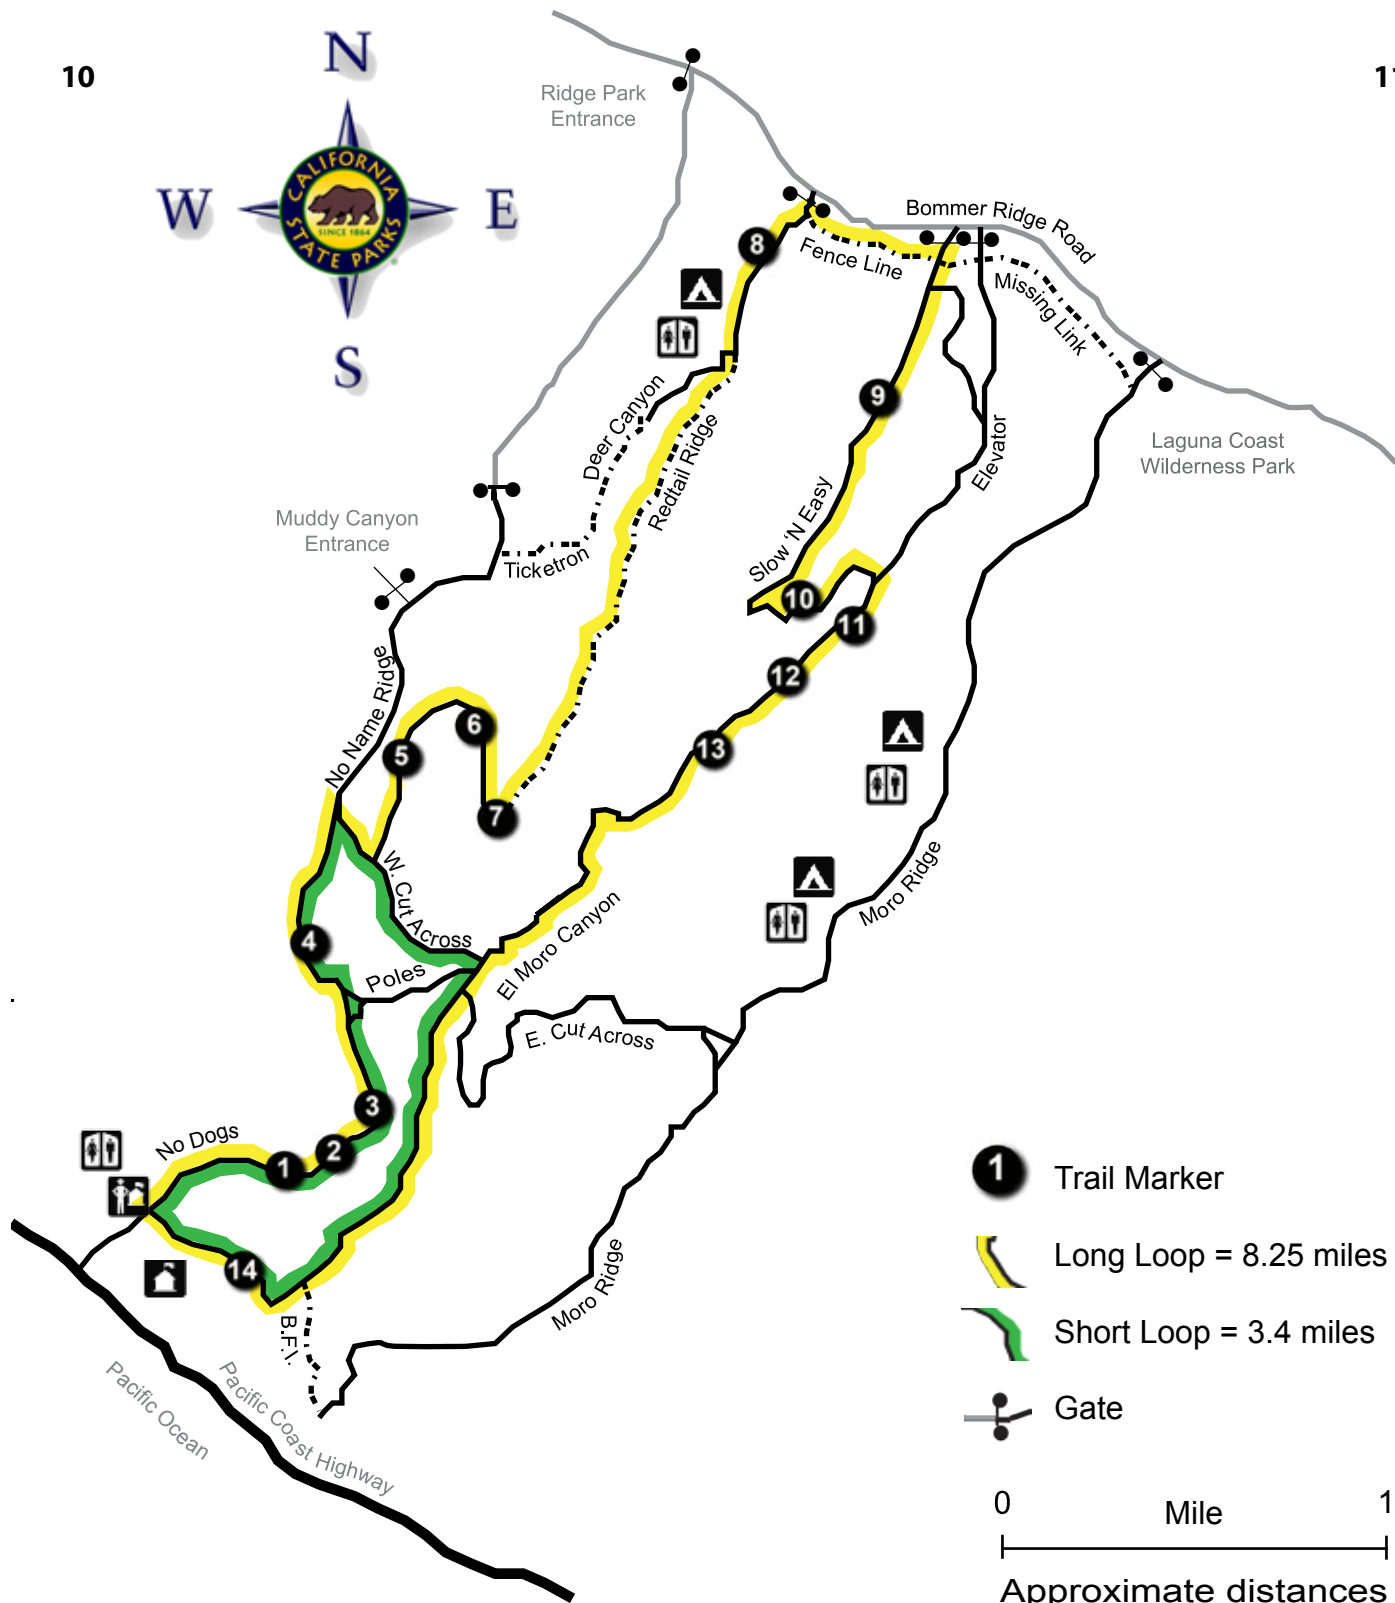 10
11
N
W
E
S
CALIFORNIA
STATE PARKS
SINCE 1864
Ridge Park
Entrance
Bommer Ridge Road
Fence Line
Missing Link
8
9
Deer Canyon
Redtail Ridge
Elevator
Laguna Coast
Wilderness Park
Slow 'N Easy
Muddy Canyon
Entrance
Ticketron
10
11
12
13
No Name Ridge
6
5
7
W. Cut Across
4
Poles
El Moro Canyon
Moro Ridge
E. Cut Across
3
2
1
No Dogs
14
B.F.I.
Moro Ridge
Pacific Coast Highway
Pacific Ocean
1 Trail Marker
Long Loop = 8.25 miles
Short Loop = 3.4 miles
Gate
0 Mile 1
Approximate distances